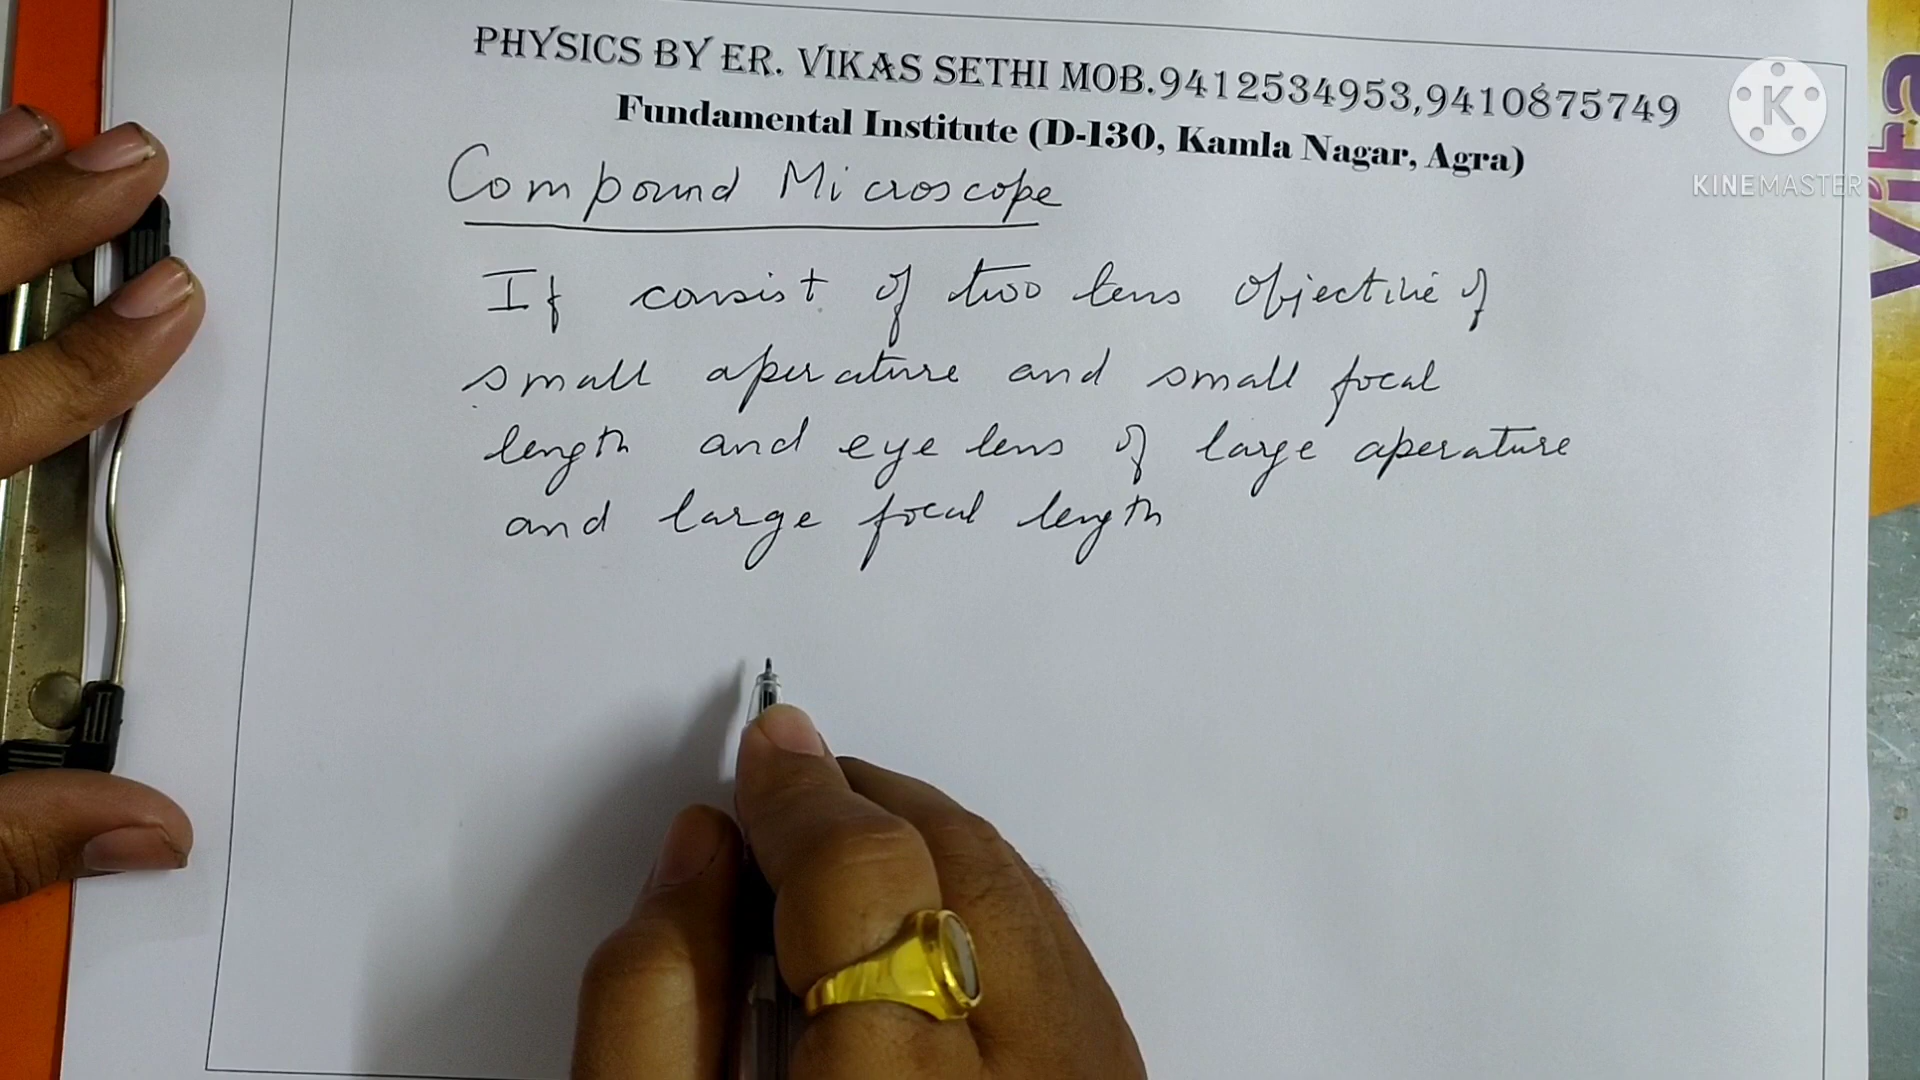 PHYSICS BY ER. VIKAS SETHI MOB.9412534953,9410875749
Fundamental Institute (D-130, Kamla Nagar, Agra)
K
KINEMASTER
Vita
Compound Microscope
It consist of two lens objective of
small aperature and small focal
length and eye lens of large aperature
and large focal length